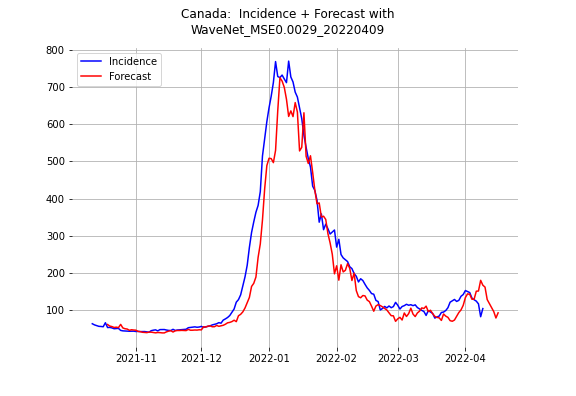 Canada:  Incidence + Forecast with
WaveNet_MSE0.0029_20220409
Incidence
Forecast
800
700
600
500
400
300
200
100
2021-11 2021-12 2022-01 2022-02 2022-03 2022-04